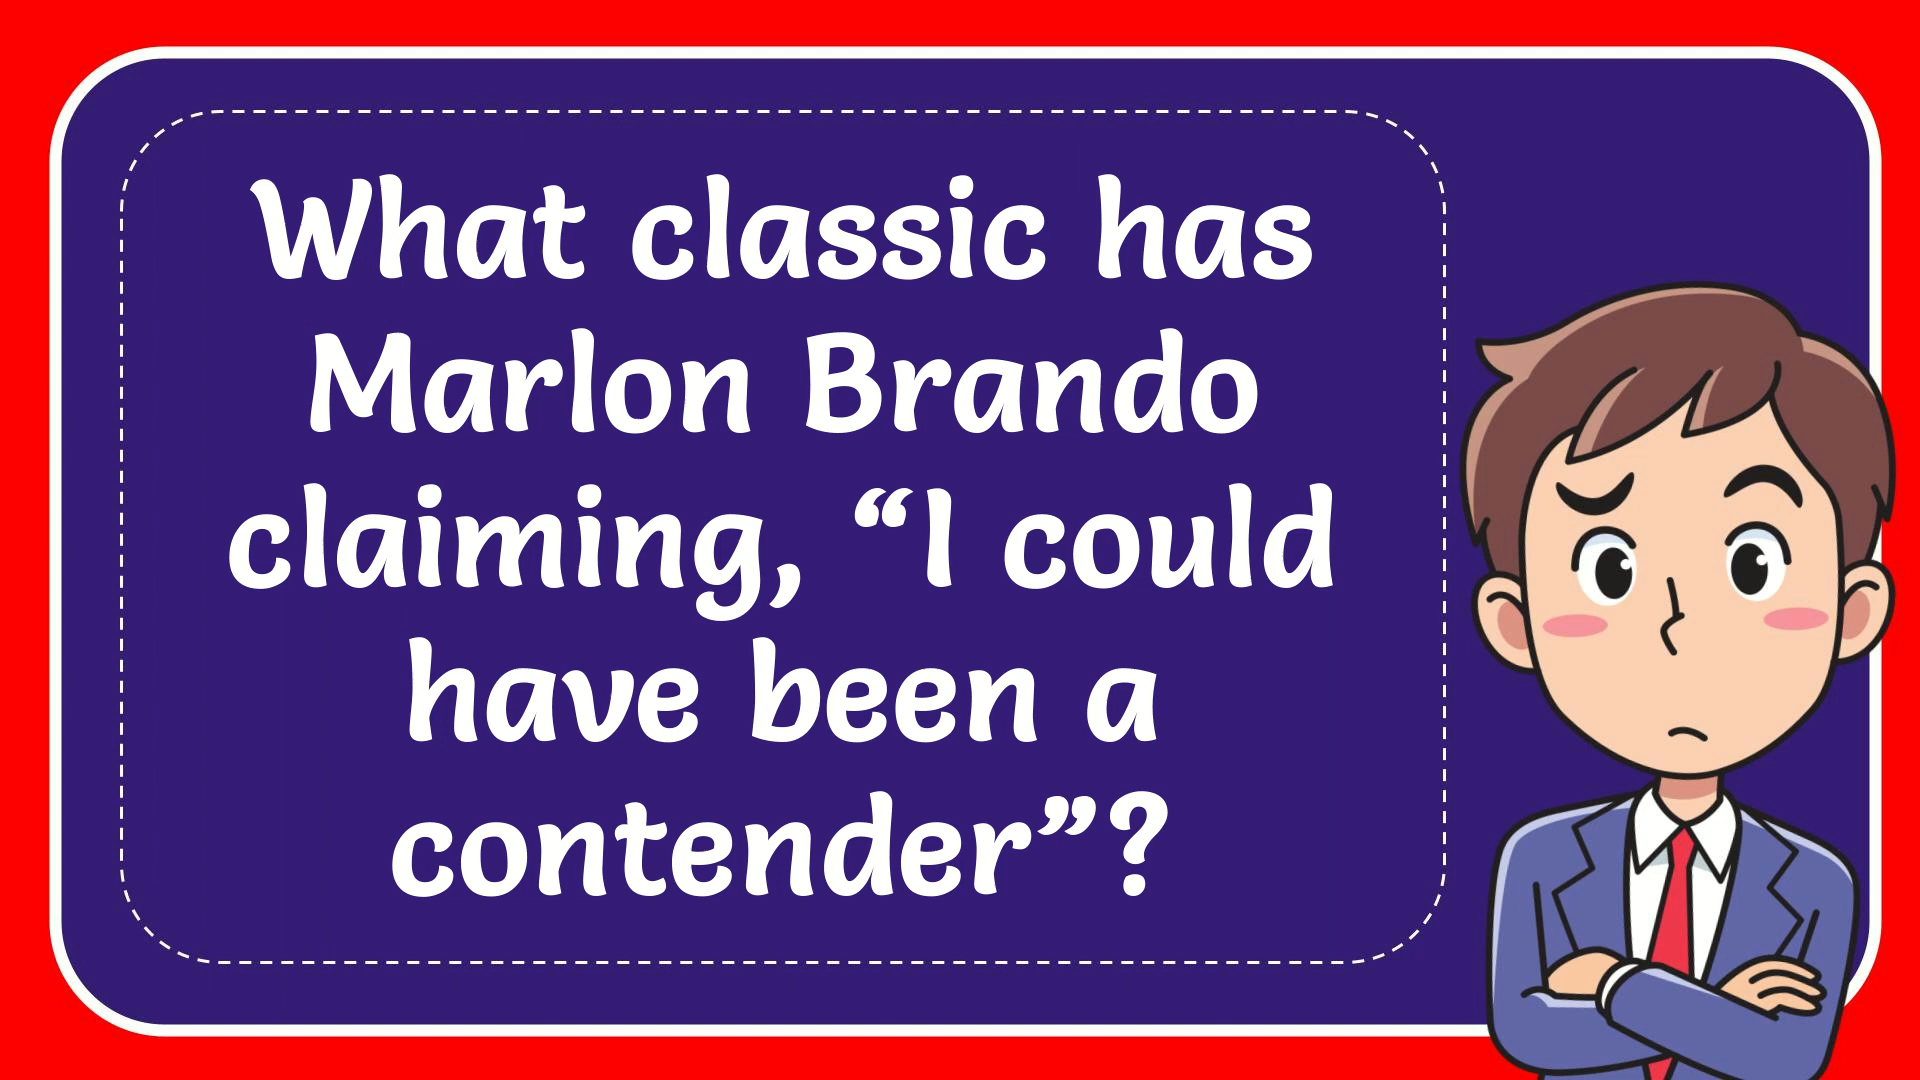 What classic has
Marlon Brando
claiming, “I could
have been a
contender”?